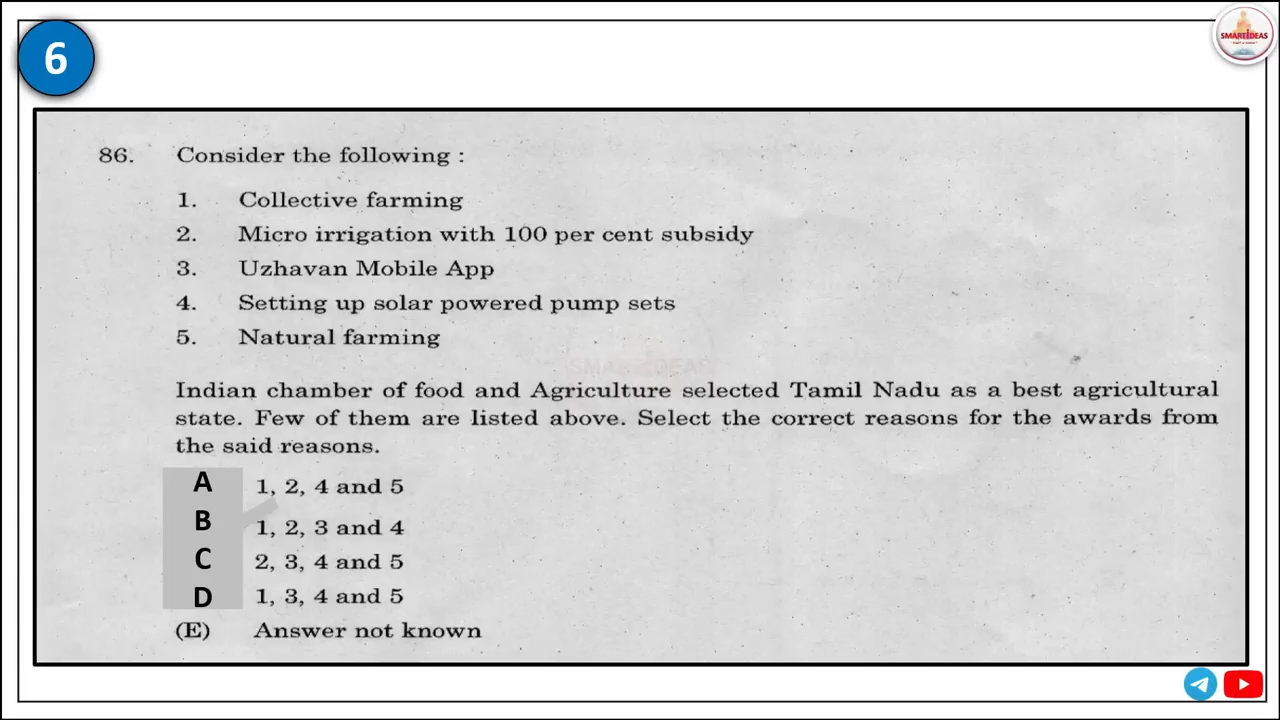 6
SMARTIDEAS
86. Consider the following :
1. Collective farming
2. Micro irrigation with 100 per cent subsidy
3. Uzhavan Mobile App
4. Setting up solar powered pump sets
5. Natural farming
SMARTIDEAS
Indian chamber of food and Agriculture selected Tamil Nadu as a best agricultural
state. Few of them are listed above. Select the correct reasons for the awards from
the said reasons.
A 1, 2, 4 and 5
B 1, 2, 3 and 4
C 2, 3, 4 and 5
D 1, 3, 4 and 5
(E) Answer not known